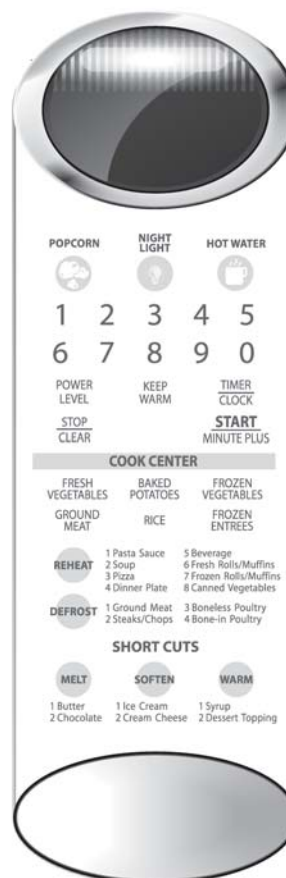 POPCORN NIGHT LIGHT HOT WATER
1 2 3 4 5
6 7 8 9 0
POWER LEVEL KEEP WARM TIMER CLOCK
STOP CLEAR START MINUTE PLUS
COOK CENTER
FRESH VEGETABLES BAKED POTATOES FROZEN VEGETABLES
GROUND MEAT RICE FROZEN ENTREES
REHEAT
1 Pasta Sauce 5 Beverage
2 Soup 6 Fresh Rolls/Muffins
3 Pizza 7 Frozen Rolls/Muffins
4 Dinner Plate 8 Canned Vegetables
DEFROST
1 Ground Meat 3 Boneless Poultry
2 Steaks/Chops 4 Bone-in Poultry
SHORT CUTS
MELT SOFTEN WARM
1 Butter 1 Ice Cream 1 Syrup
2 Chocolate 2 Cream Cheese 2 Dessert Topping